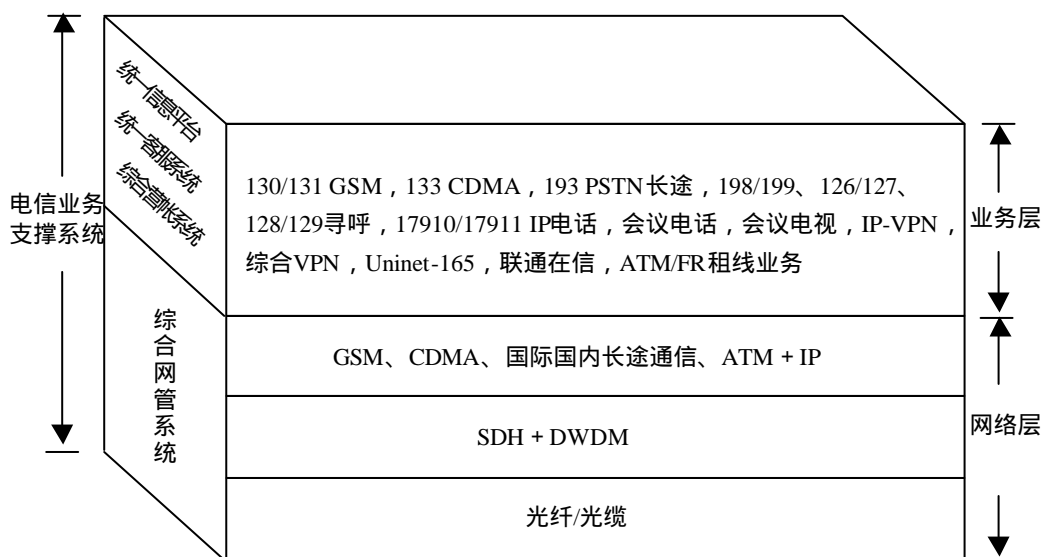 统一信息平台
统一客服系统
综合营帐系统
电信业务
支撑系统
130/131 GSM，133 CDMA，193 PSTN长途，198/199、126/127、
128/129寻呼，17910/17911 IP电话，会议电话，会议电视，IP-VPN，
综合VPN，Uninet-165，联通在信，ATM/FR租线业务
业务层
综合网管系统
GSM、CDMA、国际国内长途通信、ATM + IP
SDH + DWDM
网络层
光纤/光缆